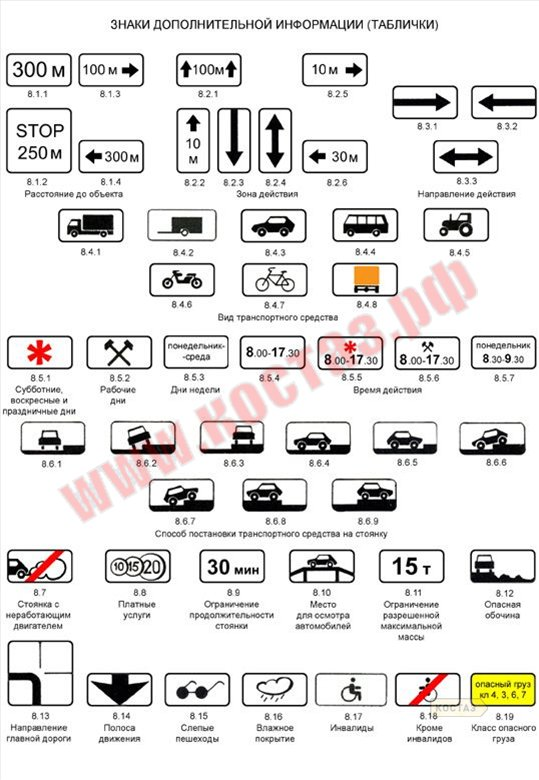 ЗНАКИ ДОПОЛНИТЕЛЬНОЙ ИНФОРМАЦИИ (ТАБЛИЧКИ)
300 м
100 м
100м
10 м
8.1.1
8.1.3
8.2.1
8.2.5
8.3.1
8.3.2
STOP
250 м
300 м
10
м
30м
8.1.2
8.1.4
8.2.2
8.2.3
8.2.4
8.2.6
8.3.3
Расстояние до объекта
Зона действия
Направление действия
8.4.1
8.4.2
8.4.3
8.4.4
8.4.5
8.4.6
8.4.7
8.4.8
Вид транспортного средства
понедельник-
-среда
8.00-17.30
8.00-17.30
8.00-17.30
понедельник
8.30-9.30
8.5.1
8.5.2
8.5.3
8.5.4
8.5.5
8.5.6
8.5.7
Субботние,
воскресные и
праздничные дни
Рабочие
дни
Дни недели
Время действия
8.6.1
8.6.2
8.6.3
8.6.4
8.6.5
8.6.6
8.6.7
8.6.8
8.6.9
Способ постановки транспортного средства на стоянку
10 15 20
30 мин
15 т
8.7
8.8
8.9
8.10
8.11
8.12
Стоянка с
неработающим
двигателем
Платные
услуги
Ограничение
продолжительности
стоянки
Место
для осмотра
автомобилей
Ограничение
разрешенной
максимальной
массы
Опасная
обочина
опасный груз
кл 4, 3, 6, 7
8.13
8.14
8.15
8.16
8.17
8.18
8.19
Направление
главной дороги
Полоса
движения
Слепые
пешеходы
Влажное
покрытие
Инвалиды
Кроме
инвалидов
Класс опасного
груза
www.костаз.рф
КОСТАЗ